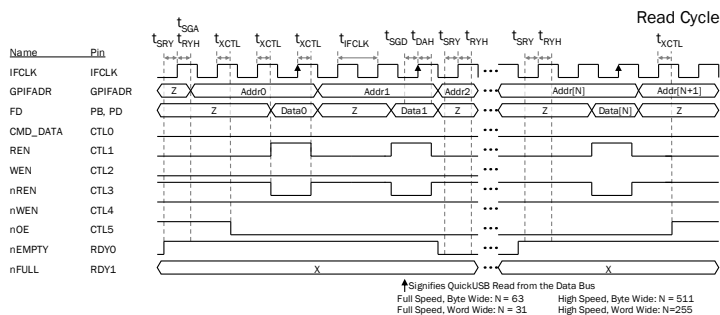 Read Cycle
tSGA
tSRY tRYH tXCTL tXCTL tXCTL tIFCLK tSGD tDAH tSRY tRYH tSRY tRYH tXCTL
Name Pin
IFCLK IFCLK
GPIFADR GPIFADR Z Addr0 Addr1 Addr2 Addr[N] Addr[N+1]
FD PB, PD Z Data0 Z Data1 Z Z Data[N] Z
CMD_DATA CTL0
REN CTL1
WEN CTL2
nREN CTL3
nWEN CTL4
nOE CTL5
nEMPTY RDY0
nFULL RDY1 X X
Signifies QuickUSB Read from the Data Bus
Full Speed, Byte Wide: N = 63 High Speed, Byte Wide: N = 511
Full Speed, Word Wide: N = 31 High Speed, Word Wide: N=255